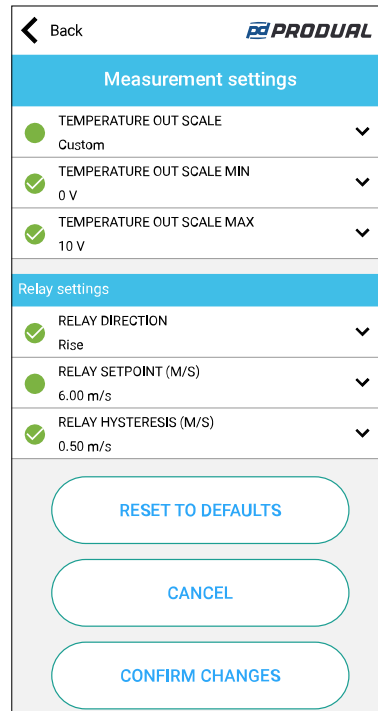 Back
PRODUAL
Measurement settings
TEMPERATURE OUT SCALE
Custom
TEMPERATURE OUT SCALE MIN
0 V
TEMPERATURE OUT SCALE MAX
10 V
Relay settings
RELAY DIRECTION
Rise
RELAY SETPOINT (M/S)
6.00 m/s
RELAY HYSTERESIS (M/S)
0.50 m/s
RESET TO DEFAULTS
CANCEL
CONFIRM CHANGES